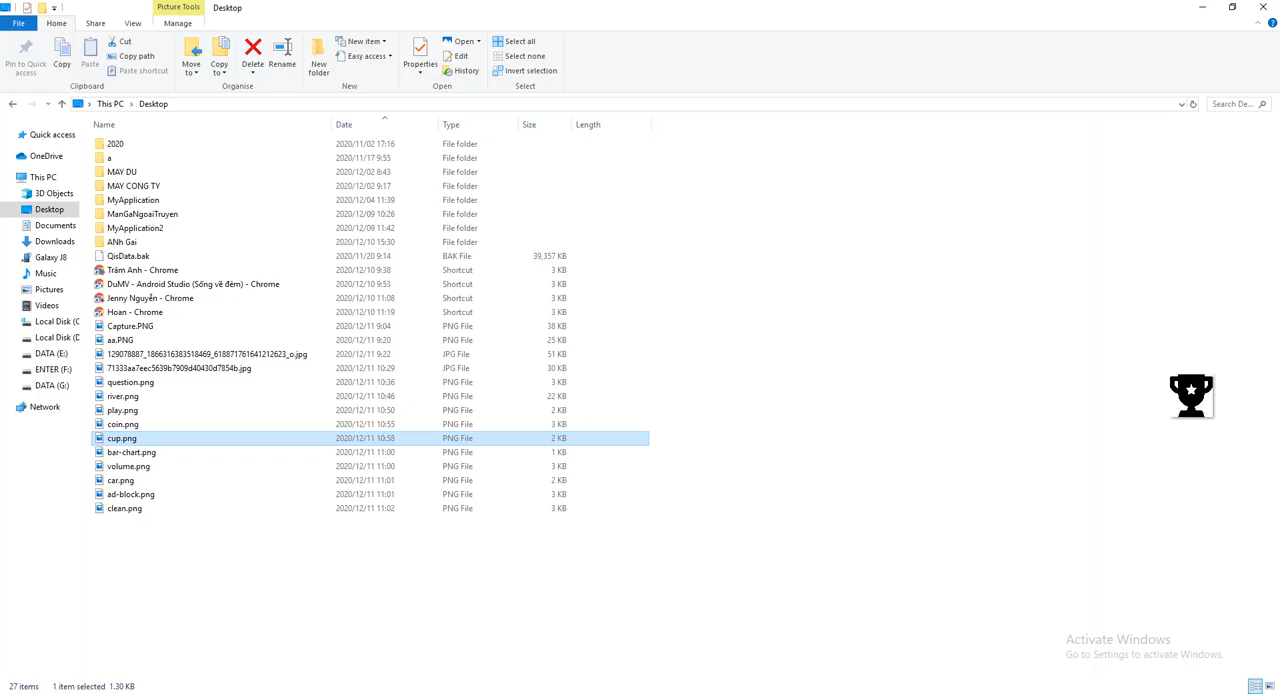 Picture Tools Desktop
File Home Share View Manage
Pin to Quick access
Copy
Paste
Cut
Copy path
Paste shortcut
Clipboard
Move to
Copy to
Delete
Rename
Organise
New folder
New item
Easy access
New
Properties
Open
Edit
History
Open
Select all
Select none
Invert selection
Select
This PC > Desktop
Search De...
Name Date Type Size Length
Quick access
OneDrive
This PC
3D Objects
Desktop
Documents
Downloads
Galaxy J8
Music
Pictures
Videos
Local Disk (C
Local Disk (D
DATA (E:)
ENTER (F:)
DATA (G:)
Network
2020 2020/11/02 17:16 File folder
a 2020/11/17 9:55 File folder
MAY DU 2020/12/02 8:43 File folder
MAY CONG TY 2020/12/02 9:17 File folder
MyApplication 2020/12/04 11:39 File folder
ManGaNgoaiTruyen 2020/12/09 10:26 File folder
MyApplication2 2020/12/09 11:42 File folder
ANh Gai 2020/12/10 15:30 File folder
QisData.bak 2020/11/20 9:14 BAK File 39,357 KB
Trâm Anh - Chrome 2020/12/10 9:38 Shortcut 3 KB
DuMV - Android Studio (Sống về đêm) - Chrome 2020/12/10 9:53 Shortcut 3 KB
Jenny Nguyễn - Chrome 2020/12/10 11:08 Shortcut 3 KB
Hoan - Chrome 2020/12/10 11:19 Shortcut 3 KB
Capture.PNG 2020/12/11 9:04 PNG File 38 KB
aa.PNG 2020/12/11 9:20 PNG File 25 KB
129078887_1866316383518469_618871761641212623_o.jpg 2020/12/11 9:22 JPG File 51 KB
71333aa7eec5639b7909d40430d7854b.jpg 2020/12/11 10:29 JPG File 30 KB
question.png 2020/12/11 10:36 PNG File 3 KB
river.png 2020/12/11 10:46 PNG File 22 KB
play.png 2020/12/11 10:50 PNG File 2 KB
coin.png 2020/12/11 10:55 PNG File 3 KB
cup.png 2020/12/11 10:58 PNG File 2 KB
bar-chart.png 2020/12/11 11:00 PNG File 1 KB
volume.png 2020/12/11 11:00 PNG File 3 KB
car.png 2020/12/11 11:01 PNG File 2 KB
ad-block.png 2020/12/11 11:01 PNG File 3 KB
clean.png 2020/12/11 11:02 PNG File 3 KB
Activate Windows
Go to Settings to activate Windows.
27 items 1 item selected 1.30 KB